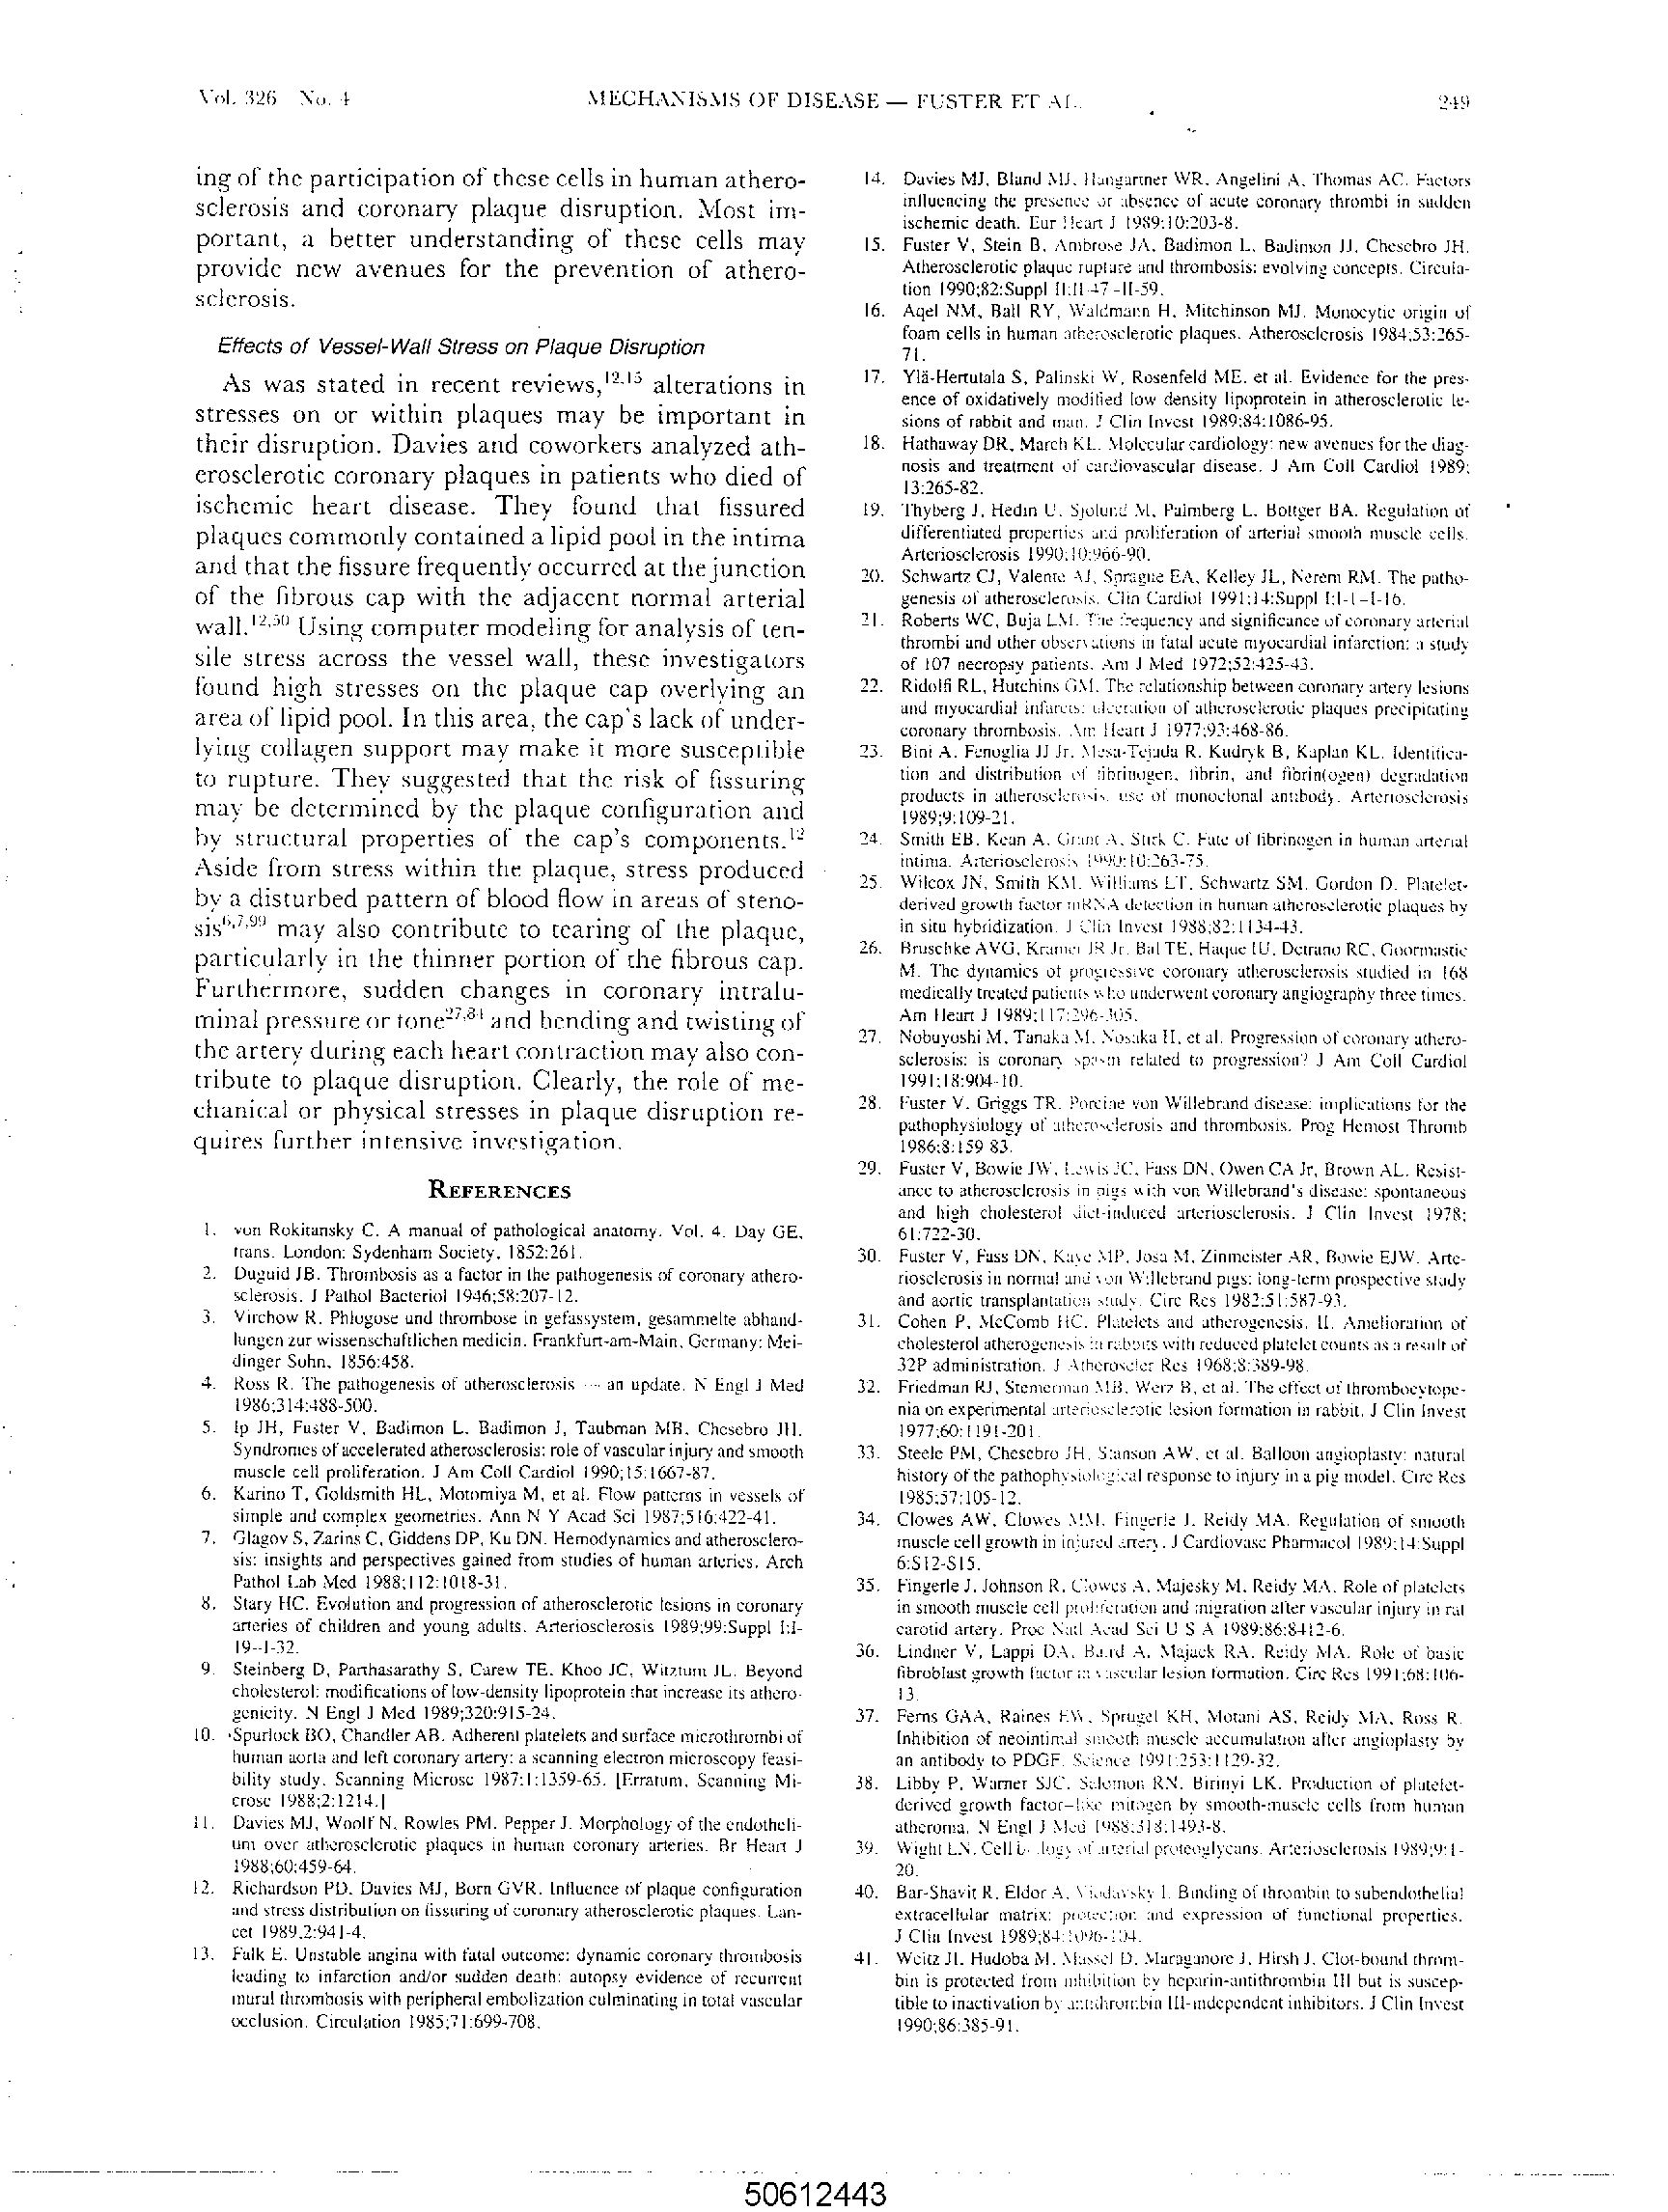 Vol. 326 No. 4
MECHANISMS OF DISEASE — FUSTER ET AL.
249
ing of the participation of these cells in human athero-
sclerosis and coronary plaque disruption. Most im-
portant, a better understanding of these cells may
provide new avenues for the prevention of athero-
sclerosis.
Effects of Vessel-Wall Stress on Plaque Disruption
As was stated in recent reviews,12,15 alterations in
stresses on or within plaques may be important in
their disruption. Davies and coworkers analyzed ath-
erosclerotic coronary plaques in patients who died of
ischemic heart disease. They found that fissured
plaques commonly contained a lipid pool in the intima
and that the fissure frequently occurred at the junction
of the fibrous cap with the adjacent normal arterial
wall.12,50 Using computer modeling for analysis of ten-
sile stress across the vessel wall, these investigators
found high stresses on the plaque cap overlying an
area of lipid pool. In this area, the cap's lack of under-
lying collagen support may make it more susceptible
to rupture. They suggested that the risk of fissuring
may be determined by the plaque configuration and
by structural properties of the cap's components.12
Aside from stress within the plaque, stress produced
by a disturbed pattern of blood flow in areas of steno-
sis6,7,99 may also contribute to tearing of the plaque,
particularly in the thinner portion of the fibrous cap.
Furthermore, sudden changes in coronary intralu-
minal pressure or tone27,84 and bending and twisting of
the artery during each heart contraction may also con-
tribute to plaque disruption. Clearly, the role of me-
chanical or physical stresses in plaque disruption re-
quires further intensive investigation.
REFERENCES
1. von Rokitansky C. A manual of pathological anatomy. Vol. 4. Day GE,
trans. London: Sydenham Society, 1852:261.
2. Duguid JB. Thrombosis as a factor in the pathogenesis of coronary athero-
sclerosis. J Pathol Bacteriol 1946;58:207-12.
3. Virchow R. Phlogose und thrombose in gefassystem, gesammelte abhand-
lungen zur wissenschaftlichen medicin. Frankfurt-am-Main, Germany: Mei-
dinger Sohn, 1856:458.
4. Ross R. The pathogenesis of atherosclerosis — an update. N Engl J Med
1986;314:488-500.
5. Ip JH, Fuster V, Badimon L, Badimon J, Taubman MB, Chesebro JH.
Syndromes of accelerated atherosclerosis: role of vascular injury and smooth
muscle cell proliferation. J Am Coll Cardiol 1990;15:1667-87.
6. Karino T, Goldsmith HL, Motomiya M, et al. Flow patterns in vessels of
simple and complex geometries. Ann N Y Acad Sci 1987;516:422-41.
7. Glagov S, Zarins C, Giddens DP, Ku DN. Hemodynamics and atherosclero-
sis: insights and perspectives gained from studies of human arteries. Arch
Pathol Lab Med 1988;112:1018-31.
8. Stary HC. Evolution and progression of atherosclerotic lesions in coronary
arteries of children and young adults. Arteriosclerosis 1989;99:Suppl I:I-
19–I-32.
9. Steinberg D, Parthasarathy S, Carew TE, Khoo JC, Witztum JL. Beyond
cholesterol: modifications of low-density lipoprotein that increase its athero-
genicity. N Engl J Med 1989;320:915-24.
10. Spurlock BO, Chandler AB. Adherent platelets and surface microthrombi of
human aorta and left coronary artery: a scanning electron microscopy feasi-
bility study. Scanning Microsc 1987;1:1359-65. [Erratum, Scanning Mi-
crosc 1988;2:1214.]
11. Davies MJ, Woolf N, Rowles PM, Pepper J. Morphology of the endotheli-
um over atherosclerotic plaques in human coronary arteries. Br Heart J
1988;60:459-64.
12. Richardson PD, Davies MJ, Born GVR. Influence of plaque configuration
and stress distribution on fissuring of coronary atherosclerotic plaques. Lan-
cet 1989;2:941-4.
13. Falk E. Unstable angina with fatal outcome: dynamic coronary thrombosis
leading to infarction and/or sudden death: autopsy evidence of recurrent
mural thrombosis with peripheral embolization culminating in total vascular
occlusion. Circulation 1985;71:699-708.
14. Davies MJ, Bland MJ, Hangartner WR, Angelini A, Thomas AC. Factors
influencing the presence or absence of acute coronary thrombi in sudden
ischemic death. Eur Heart J 1989;10:203-8.
15. Fuster V, Stein B, Ambrose JA, Badimon L, Badimon JJ, Chesebro JH.
Atherosclerotic plaque rupture and thrombosis: evolving concepts. Circula-
tion 1990;82:Suppl II:II-47–II-59.
16. Aqel NM, Ball RY, Waldmann H, Mitchinson MJ. Monocytic origin of
foam cells in human atherosclerotic plaques. Atherosclerosis 1984;53:265-
71.
17. Ylä-Herttuala S, Palinski W, Rosenfeld ME, et al. Evidence for the pres-
ence of oxidatively modified low density lipoprotein in atherosclerotic le-
sions of rabbit and man. J Clin Invest 1989;84:1086-95.
18. Hathaway DR, March KL. Molecular cardiology: new avenues for the diag-
nosis and treatment of cardiovascular disease. J Am Coll Cardiol 1989;
13:265-82.
19. Thyberg J, Hedin U, Sjolund M, Palmberg L, Bottger BA. Regulation of
differentiated properties and proliferation of arterial smooth muscle cells.
Arteriosclerosis 1990;10:966-90.
20. Schwartz CJ, Valente AJ, Sprague EA, Kelley JL, Nerem RM. The patho-
genesis of atherosclerosis. Clin Cardiol 1991;14:Suppl I:I-1–I-16.
21. Roberts WC, Buja LM. The frequency and significance of coronary arterial
thrombi and other observations in fatal acute myocardial infarction: a study
of 107 necropsy patients. Am J Med 1972;52:425-43.
22. Ridolfi RL, Hutchins GM. The relationship between coronary artery lesions
and myocardial infarcts: ulceration of atherosclerotic plaques precipitating
coronary thrombosis. Am Heart J 1977;93:468-86.
23. Bini A, Fenoglia JJ Jr, Mesa-Tejada R, Kudryk B, Kaplan KL. Identifica-
tion and distribution of fibrinogen, fibrin, and fibrin(ogen) degradation
products in atherosclerosis. use of monoclonal antibody. Arteriosclerosis
1989;9:109-21.
24. Smith EB, Kean A, Grant A, Stirk C. Fate of fibrinogen in human arterial
intima. Arteriosclerosis 1990;10:263-75.
25. Wilcox JN, Smith KM, Williams LT, Schwartz SM, Gordon D. Platelet-
derived growth factor mRNA detection in human atherosclerotic plaques by
in situ hybridization. J Clin Invest 1988;82:1134-43.
26. Bruschke AVG, Kramer JR Jr, Bal TE, Haque IU, Detrano RC, Goormastic
M. The dynamics of progressive coronary atherosclerosis studied in 168
medically treated patients who underwent coronary angiography three times.
Am Heart J 1989;117:296-305.
27. Nobuyoshi M, Tanaka M, Nosaka H, et al. Progression of coronary athero-
sclerosis: is coronary spasm related to progression? J Am Coll Cardiol
1991;18:904-10.
28. Fuster V, Griggs TR. Porcine von Willebrand disease: implications for the
pathophysiology of atherosclerosis and thrombosis. Prog Hemost Thromb
1986;8:159-83.
29. Fuster V, Bowie JW, Lewis JC, Fass DN, Owen CA Jr, Brown AL. Resist-
ance to atherosclerosis in pigs with von Willebrand's disease: spontaneous
and high cholesterol diet-induced arteriosclerosis. J Clin Invest 1978;
61:722-30.
30. Fuster V, Fass DN, Kaye MP, Josa M, Zinmeister AR, Bowie EJW. Arte-
riosclerosis in normal and von Willebrand pigs: long-term prospective study
and aortic transplantation study. Circ Res 1982;51:587-93.
31. Cohen P, McComb HC. Platelets and atherogenesis. II. Amelioration of
cholesterol atherogenesis in rabbits with reduced platelet counts as a result of
32P administration. J Atheroscler Res 1968;8:389-98.
32. Friedman RJ, Stemerman MB, Werz B, et al. The effect of thrombocytope-
nia on experimental arteriosclerotic lesion formation in rabbit. J Clin Invest
1977;60:1191-201.
33. Steele PM, Chesebro JH, Stanson AW, et al. Balloon angioplasty: natural
history of the pathophysiological response to injury in a pig model. Circ Res
1985;57:105-12.
34. Clowes AW, Clowes MM, Fingerle J, Reidy MA. Regulation of smooth
muscle cell growth in injured artery. J Cardiovasc Pharmacol 1989;14:Suppl
6:S12-S15.
35. Fingerle J, Johnson R, Clowes A, Majesky M, Reidy MA. Role of platelets
in smooth muscle cell proliferation and migration after vascular injury in rat
carotid artery. Proc Natl Acad Sci U S A 1989;86:8412-6.
36. Lindner V, Lappi DA, Baird A, Majack RA, Reidy MA. Role of basic
fibroblast growth factor in vascular lesion formation. Circ Res 1991;68:106-
13.
37. Ferns GAA, Raines EW, Sprugel KH, Motani AS, Reidy MA, Ross R.
Inhibition of neointimal smooth muscle accumulation after angioplasty by
an antibody to PDGF. Science 1991;253:1129-32.
38. Libby P, Warner SJC, Salomon RN, Birinyi LK. Production of platelet-
derived growth factor–like mitogen by smooth-muscle cells from human
atheroma. N Engl J Med 1988;318:1493-8.
39. Wight LN. Cell biology of arterial proteoglycans. Arteriosclerosis 1989;9:1-
20.
40. Bar-Shavit R, Eldor A, Vlodavsky I. Binding of thrombin to subendothelial
extracellular matrix: protection and expression of functional properties.
J Clin Invest 1989;84:1096-104.
41. Weitz JI, Hudoba M, Massel D, Maraganore J, Hirsh J. Clot-bound throm-
bin is protected from inhibition by heparin-antithrombin III but is suscep-
tible to inactivation by antithrombin III-independent inhibitors. J Clin Invest
1990;86:385-91.
50612443